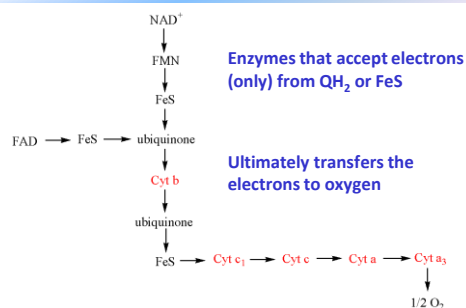 NAD+
FMN
Enzymes that accept electrons
(only) from QH2 or FeS
FeS
FAD FeS ubiquinone
Ultimately transfers the
electrons to oxygen
Cyt b
ubiquinone
FeS Cyt c1 Cyt c Cyt a Cyt a3
1/2 O2